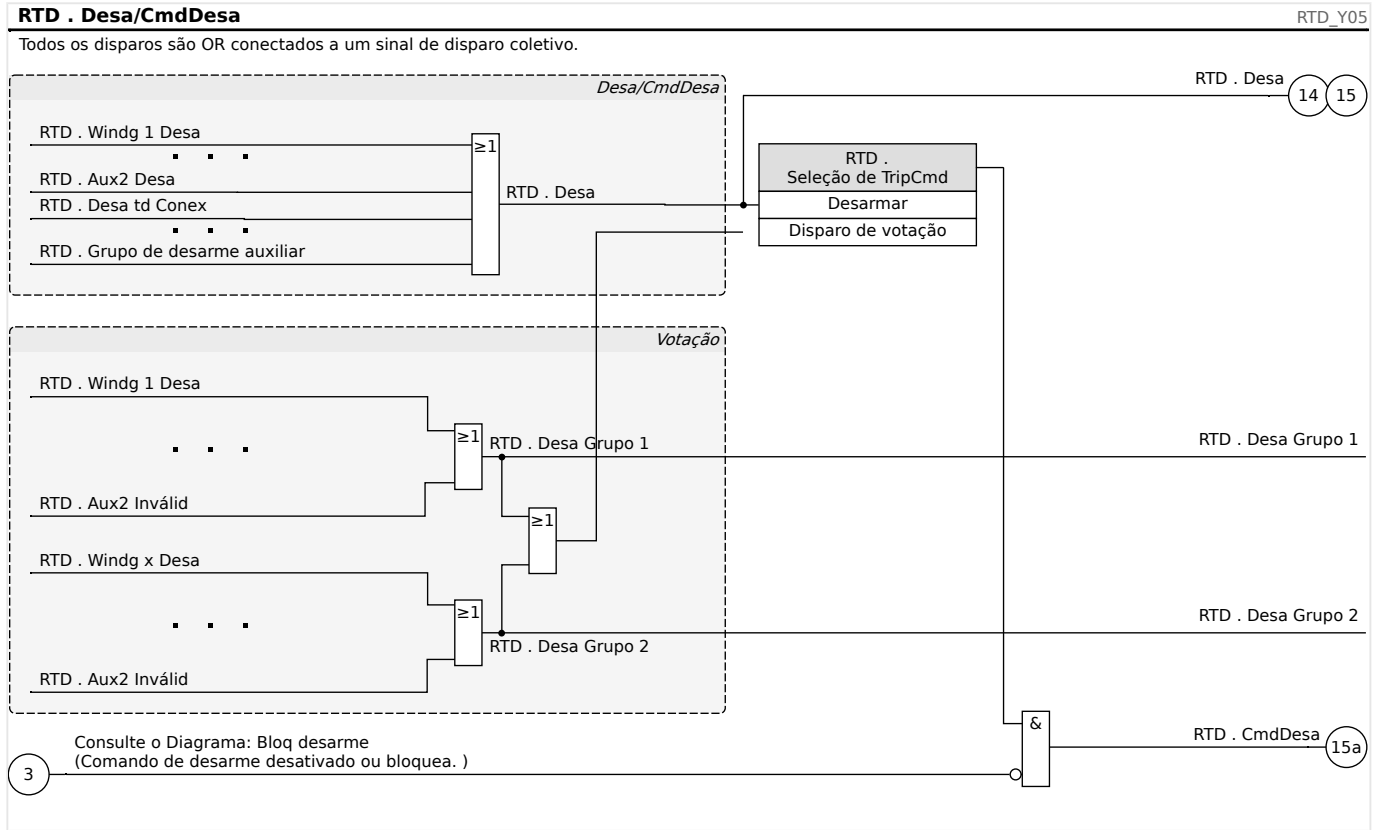 RTD . Desa/CmdDesa
RTD_Y05
Todos os disparos são OR conectados a um sinal de disparo coletivo.
Desa/CmdDesa
RTD . Desa
14
15
RTD . Windg 1 Desa
≥1
RTD .
Seleção de TripCmd
RTD . Aux2 Desa
RTD . Desa
Desarmar
RTD . Desa td Conex
Disparo de votação
RTD . Grupo de desarme auxiliar
Votação
RTD . Windg 1 Desa
≥1
RTD . Desa Grupo 1
RTD . Desa Grupo 1
RTD . Aux2 Inválid
≥1
RTD . Windg x Desa
≥1
RTD . Desa Grupo 2
RTD . Desa Grupo 2
RTD . Aux2 Inválid
&
RTD . CmdDesa
15a
Consulte o Diagrama: Bloq desarme
(Comando de desarme desativado ou bloquea. )
3